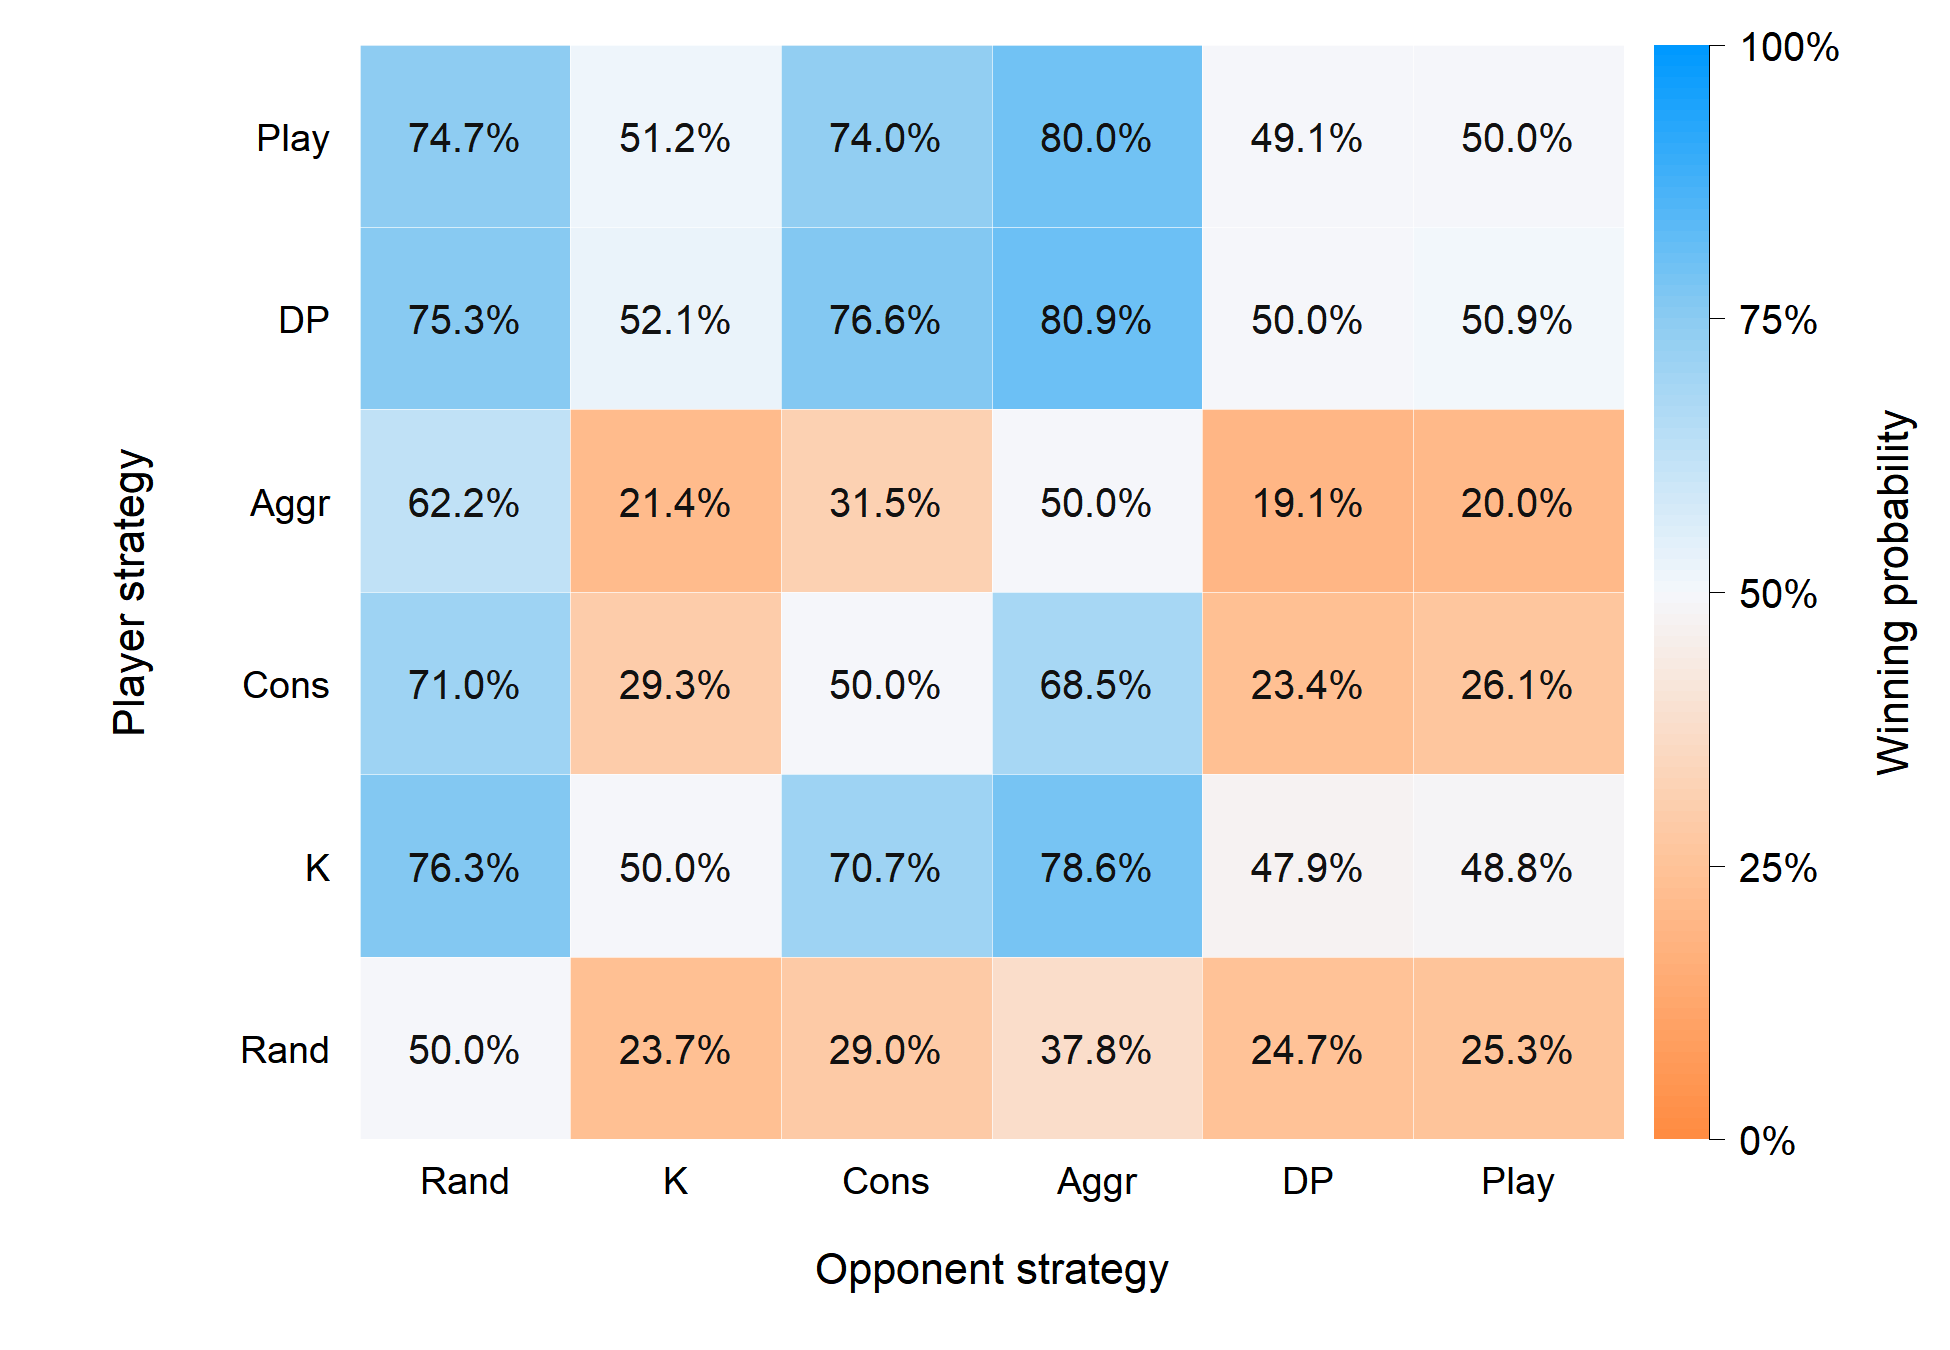 100%
Play 74.7% 51.2% 74.0% 80.0% 49.1% 50.0%
DP 75.3% 52.1% 76.6% 80.9% 50.0% 50.9%
75%
Aggr 62.2% 21.4% 31.5% 50.0% 19.1% 20.0%
50%
Cons 71.0% 29.3% 50.0% 68.5% 23.4% 26.1%
K 76.3% 50.0% 70.7% 78.6% 47.9% 48.8%
25%
Rand 50.0% 23.7% 29.0% 37.8% 24.7% 25.3%
0%
Rand K Cons Aggr DP Play
Opponent strategy
Player strategy
Winning probability